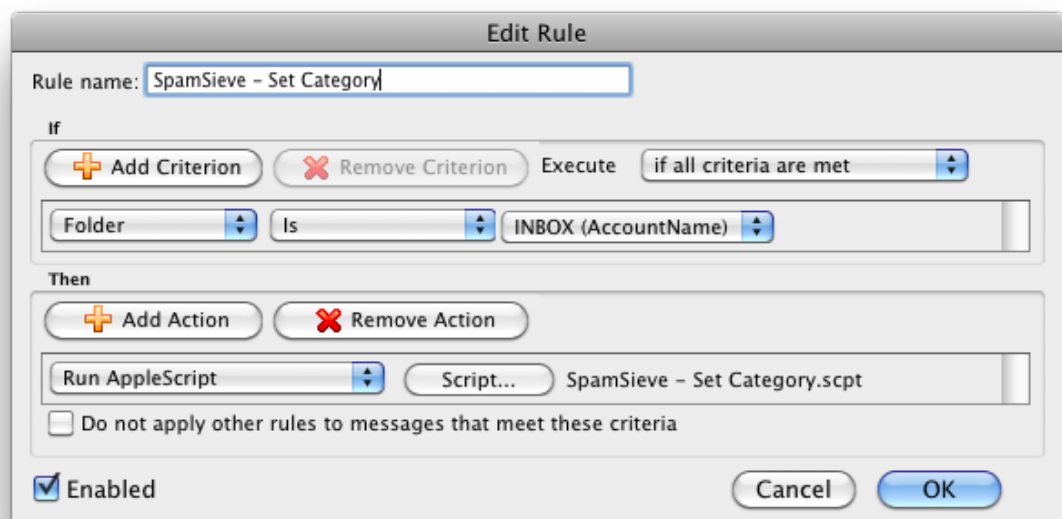 Edit Rule
Rule name: SpamSieve – Set Category
If
Add Criterion Remove Criterion Execute if all criteria are met
Folder Is INBOX (AccountName)
Then
Add Action Remove Action
Run AppleScript Script... SpamSieve – Set Category.scpt
Do not apply other rules to messages that meet these criteria
Enabled Cancel OK